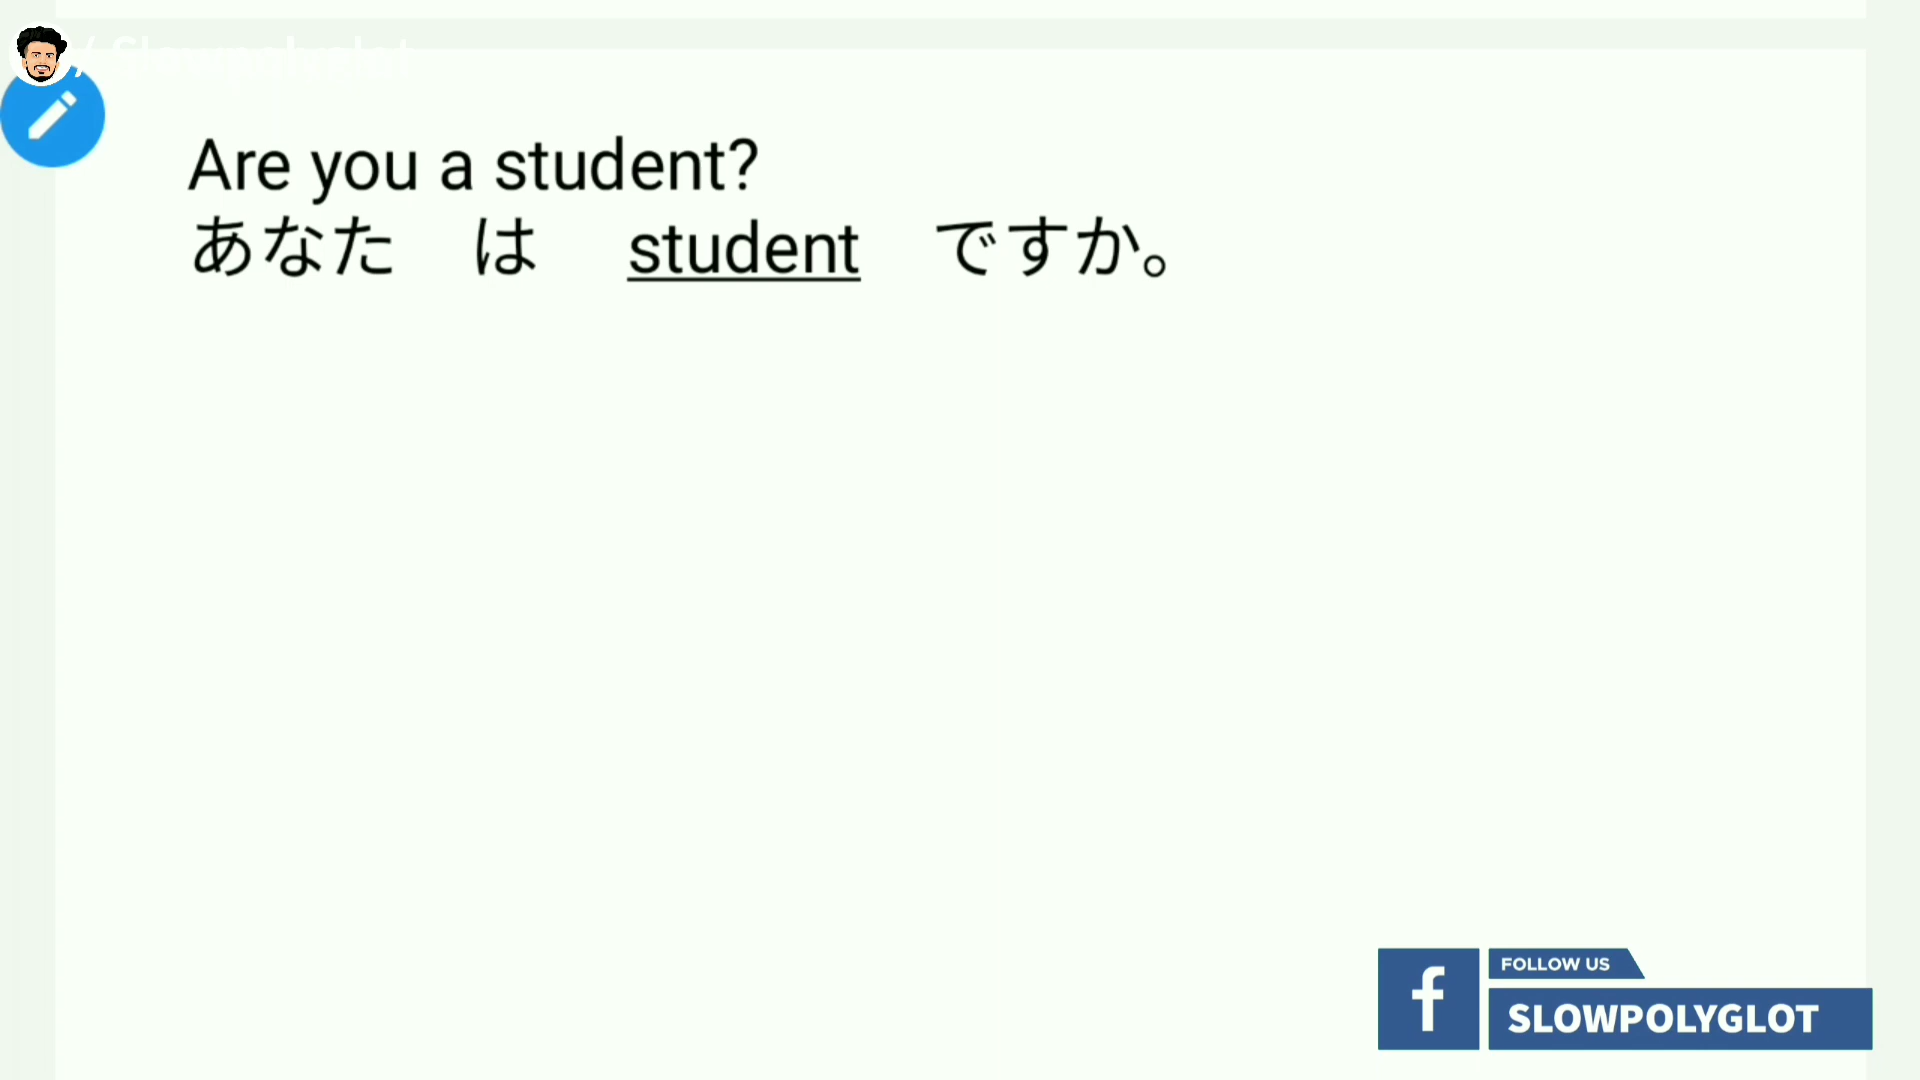 Are you a student?
あなた　は　student　ですか。
FOLLOW US
SLOWPOLYGLOT